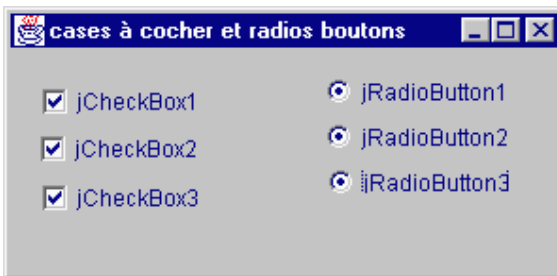 cases à cocher et radios boutons
jCheckBox1
jCheckBox2
jCheckBox3
jRadioButton1
jRadioButton2
jRadioButton3